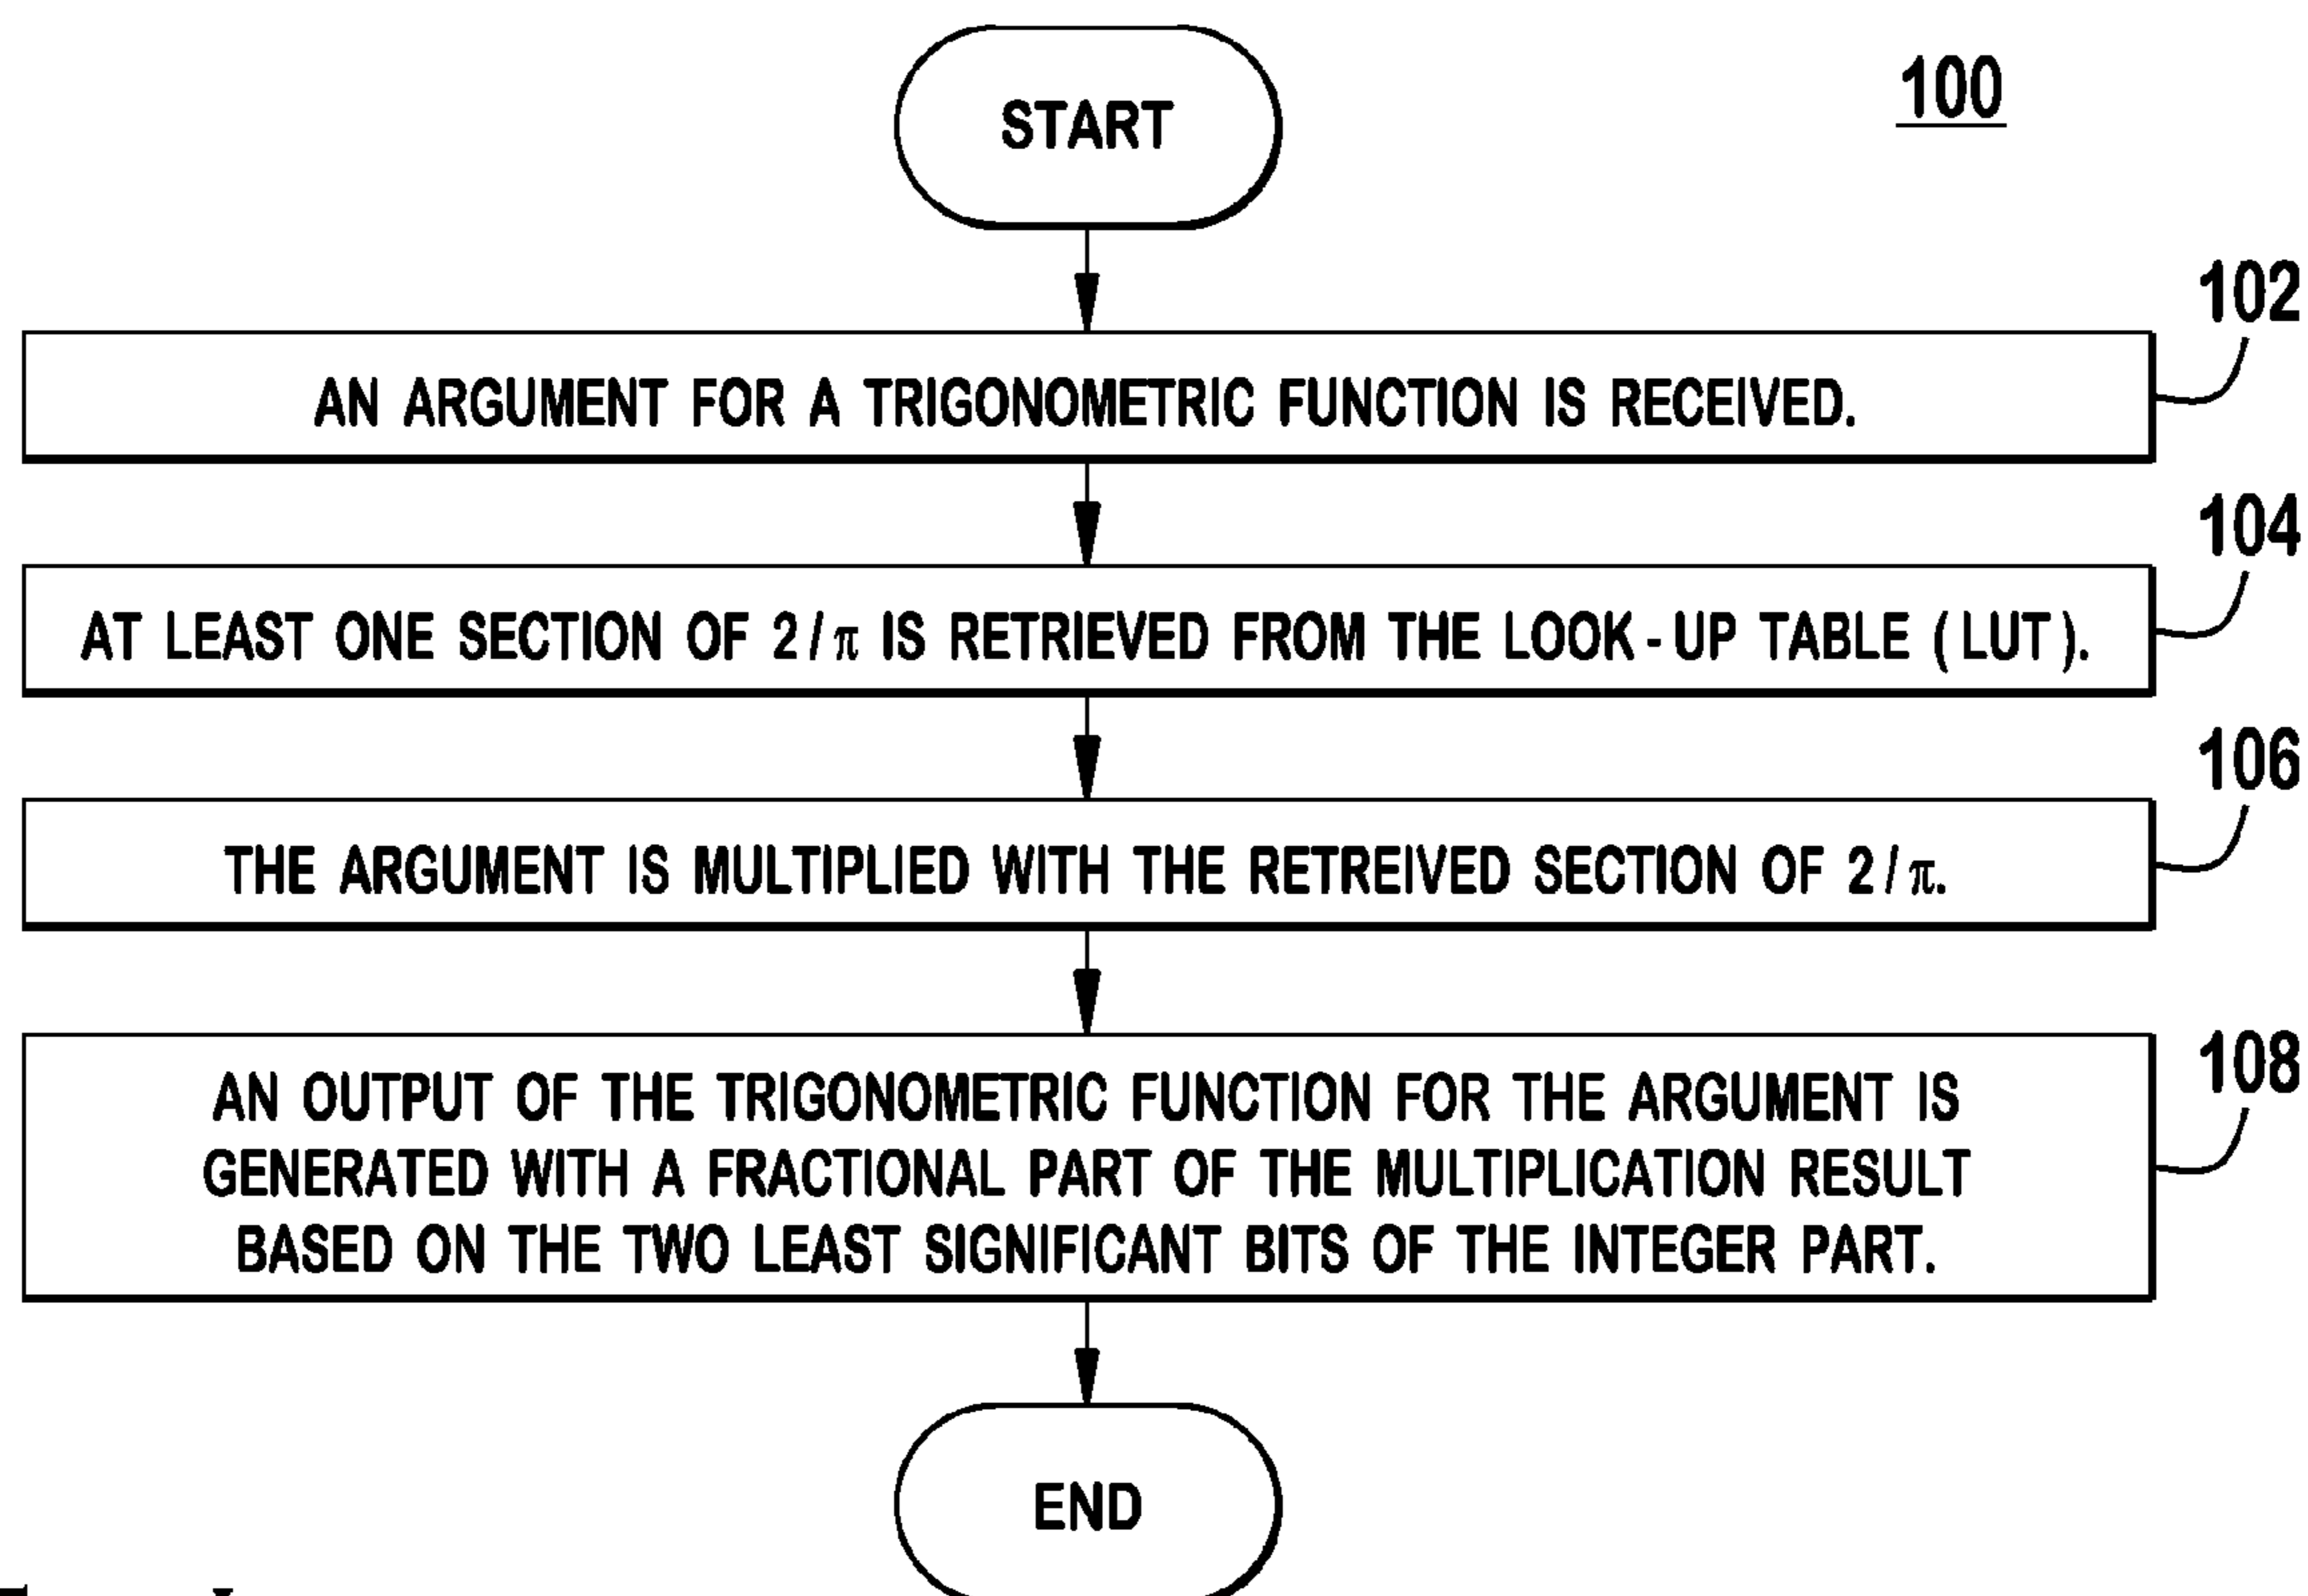 START
100
102
AN ARGUMENT FOR A TRIGONOMETRIC FUNCTION IS RECEIVED.
104
AT LEAST ONE SECTION OF 2/π IS RETRIEVED FROM THE LOOK-UP TABLE (LUT).
106
THE ARGUMENT IS MULTIPLIED WITH THE RETREIVED SECTION OF 2/π.
108
AN OUTPUT OF THE TRIGONOMETRIC FUNCTION FOR THE ARGUMENT IS
GENERATED WITH A FRACTIONAL PART OF THE MULTIPLICATION RESULT
BASED ON THE TWO LEAST SIGNIFICANT BITS OF THE INTEGER PART.
END